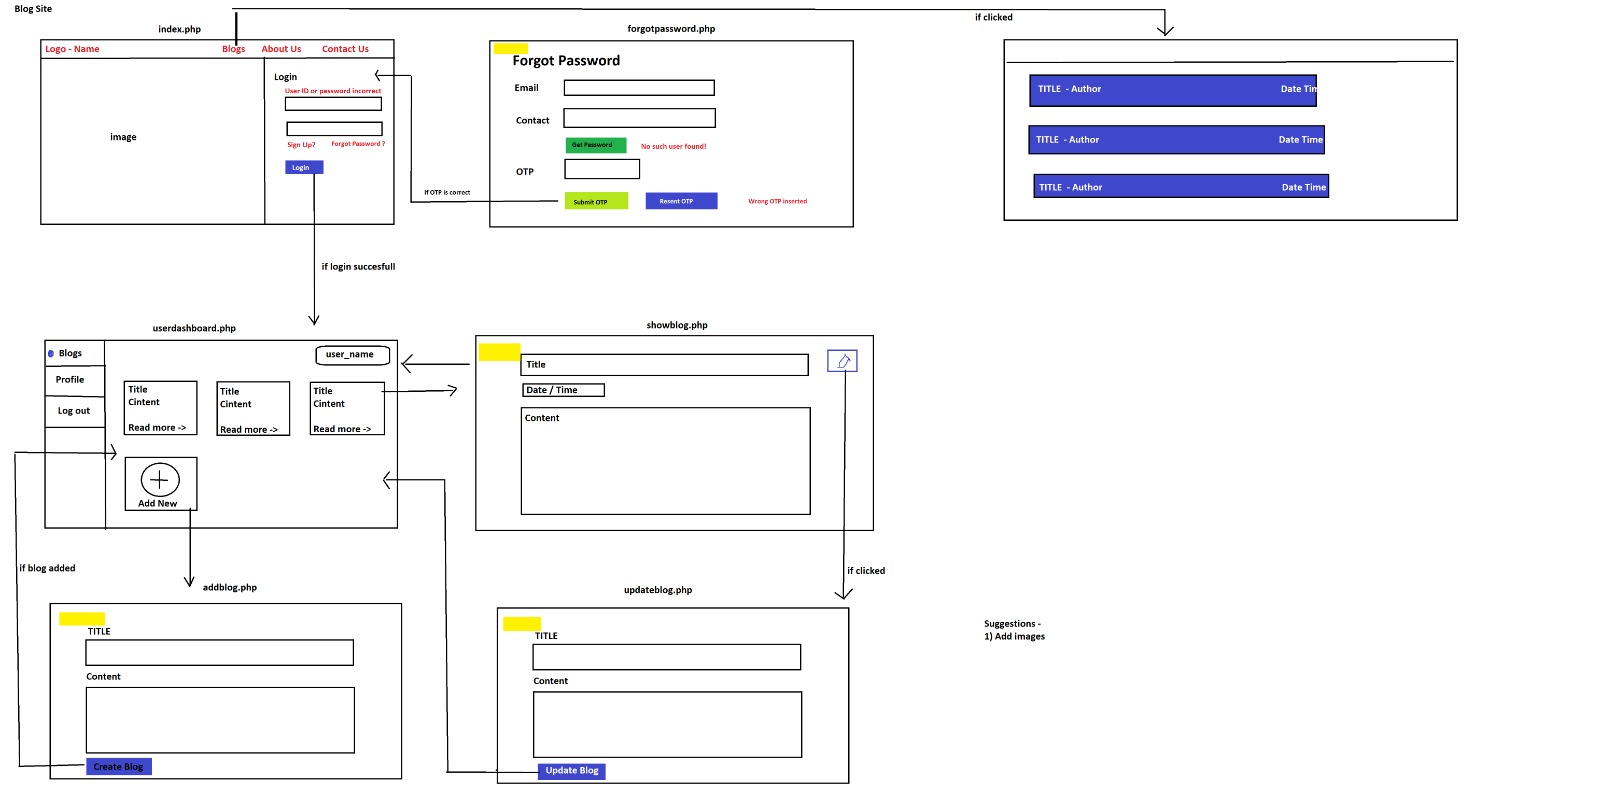 Blog Site
if clicked
index.php
Logo - Name
Blogs
About Us
Contact Us
Login
User ID or password incorrect
Sign Up?
Forgot Password ?
Login
image
forgotpassword.php
Forgot Password
Email
Contact
Get Password
No such user found!
OTP
Submit OTP
Resent OTP
Wrong OTP inserted
If OTP is correct
TITLE - Author
Date Tim
TITLE - Author
Date Time
TITLE - Author
Date Time
if login succesfull
userdashboard.php
Blogs
Profile
Log out
user_name
Title
Cintent
Read more ->
Title
Cintent
Read more ->
Title
Cintent
Read more ->
Add New
showblog.php
Title
Date / Time
Content
if blog added
if clicked
addblog.php
TITLE
Content
Create Blog
updateblog.php
TITLE
Content
Update Blog
Suggestions -
1) Add images